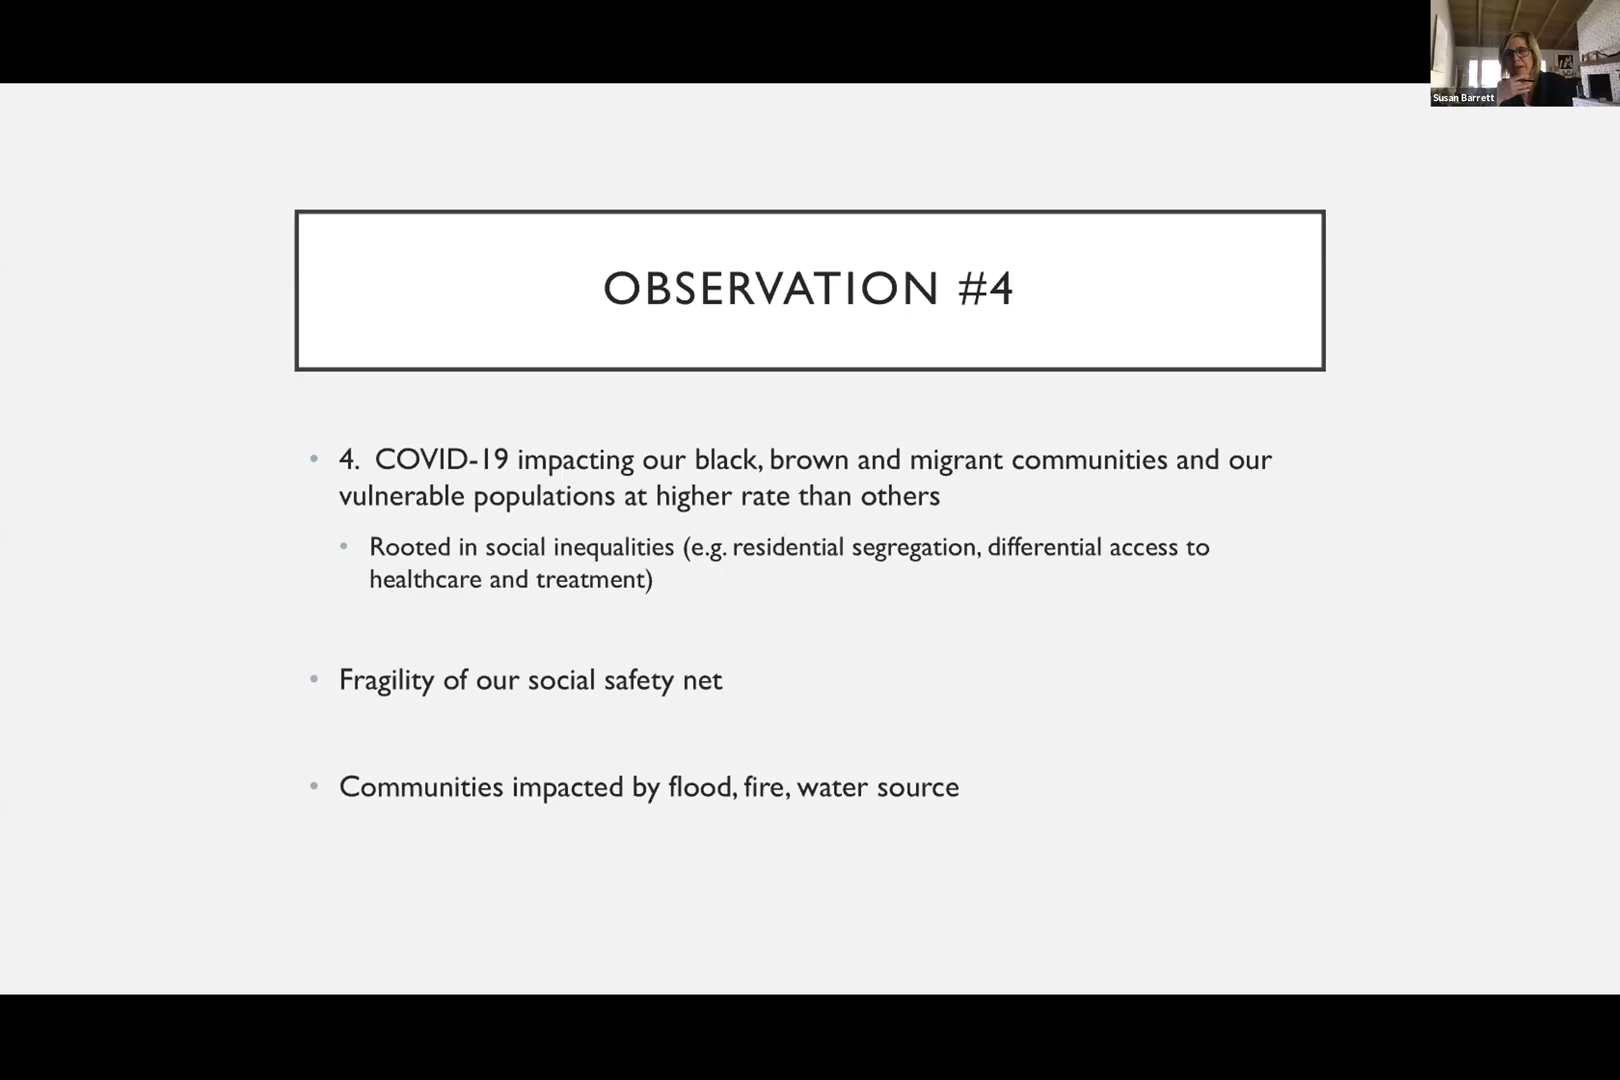 Susan Barrett
OBSERVATION #4
• 4. COVID-19 impacting our black, brown and migrant communities and our
vulnerable populations at higher rate than others
• Rooted in social inequalities (e.g. residential segregation, differential access to
healthcare and treatment)
• Fragility of our social safety net
• Communities impacted by flood, fire, water source